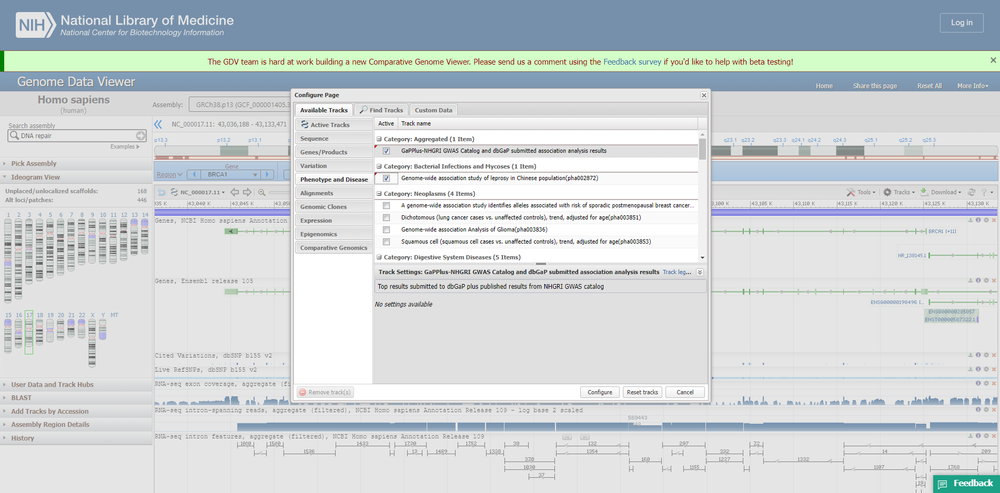 NIH National Library of Medicine
National Center for Biotechnology Information
Log in
The GDV team is hard at work building a new Comparative Genome Viewer. Please send us a comment using the Feedback survey if you'd like to help with beta testing!
Genome Data Viewer
Home Share this page Reset All More Info
Homo sapiens
(human)
Assembly: GRCh38.p13 (GCF_000001405.3
Search assembly
DNA repair
Examples
Pick Assembly
Ideogram View
Unplaced/unlocalized scaffolds: 168
Alt loci/patches: 446
1 2 3 4 5 6 7 8 9 10 11 12 13 14
15 16 17 18 19 20 21 22 X Y MT
User Data and Track Hubs
BLAST
Add Tracks by Accession
Assembly Region Details
History
NC_000017.11: 43,036,188 - 43,133,471
p13.3 p13.2 p13.1 q23.1 q23.2 q23.3 q24.1 q24.2 q24.3 q25.1 q25.2 q25.3
Region Gene
BRCA1
NC_000017.11 Tools Tracks Download ?
035 K 43,040 K 43,045 K 43,050 3,100 K 43,105 K 43,110 K 43,115 K 43,120 K 43,125 K 43,130 K
Genes, NCBI Homo sapiens Annotation
BRCA1 [+11]
NR_138145.1
Genes, Ensembl release 105
ENSG00000198496 [...
ENSG00000285057
ENST00000587322.1
Cited Variations, dbSNP b155 v2
Live RefSNPs, dbSNP b155 v2
RNA-seq exon coverage, aggregate (fi
RNA-seq intron-spanning reads, aggregate (filtered), NCBI Homo sapiens Annotation Release 109 - log base 2 scaled
569443
RNA-seq intron features, aggregate (filtered), NCBI Homo sapiens Annotation Release 109
1010 1540 1433 1730 1752 30 132 297 72
1536 13 1489 1338 1354 322 14 209
370 160 1227 1332
1030 1155 1107 1768
37
19
Configure Page
Available Tracks Find Tracks Custom Data
Active Tracks
Sequence
Genes/Products
Variation
Phenotype and Disease
Alignments
Genomic Clones
Expression
Epigenomics
Comparative Genomics
Active Track name
Category: Aggregated (1 Item)
GaPPlus-NHGRI GWAS Catalog and dbGaP submitted association analysis results
Category: Bacterial Infections and Mycoses (1 Item)
Genome-wide association study of leprosy in Chinese population(pha002872)
Category: Neoplasms (4 Items)
A genome-wide association study identifies alleles associated with risk of sporadic postmenopausal breast cancer...
Dichotomous (lung cancer cases vs. unaffected controls), trend, adjusted for age(pha003851)
Genome-wide association Analysis of Glioma(pha003836)
Squamous cell (squamous cell cases vs. unaffected controls), trend, adjusted for age(pha003853)
Category: Digestive System Diseases (5 Items)
Track Settings: GaPPlus-NHGRI GWAS Catalog and dbGaP submitted association analysis results Track leg...
Top results submitted to dbGaP plus published results from NHGRI GWAS catalog
No settings available
Remove track(s) Configure Reset tracks Cancel
Feedback